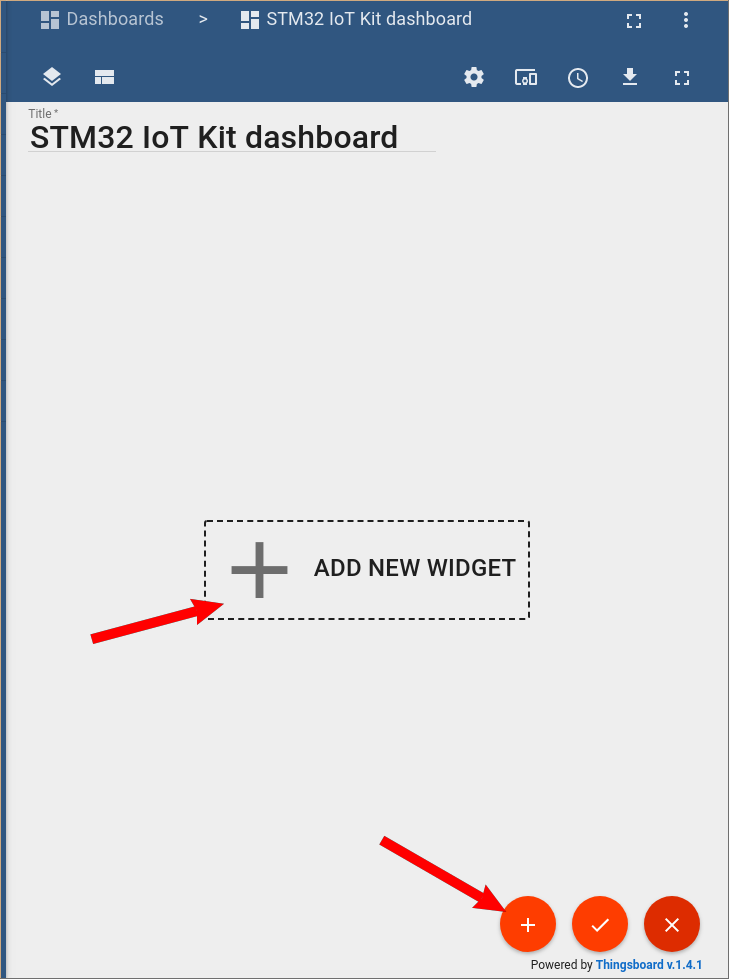 Dashboards > STM32 IoT Kit dashboard
Title *
STM32 IoT Kit dashboard
ADD NEW WIDGET
Powered by Thingsboard v.1.4.1